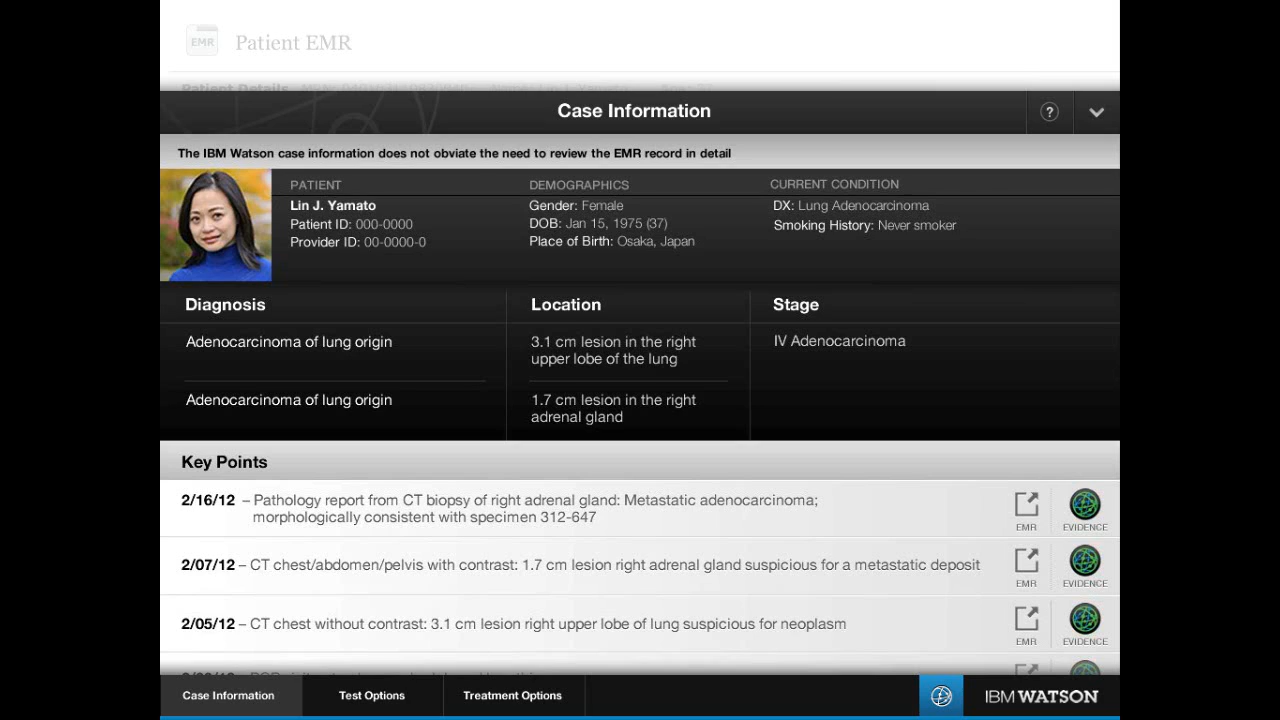 EMR Patient EMR
Patient Details
Case Information ?
The IBM Watson case information does not obviate the need to review the EMR record in detail
PATIENT DEMOGRAPHICS CURRENT CONDITION
Lin J. Yamato Gender: Female DX: Lung Adenocarcinoma
Patient ID: 000-0000 DOB: Jan 15, 1975 (37) Smoking History: Never smoker
Provider ID: 00-0000-0 Place of Birth: Osaka, Japan
Diagnosis Location Stage
Adenocarcinoma of lung origin 3.1 cm lesion in the right IV Adenocarcinoma
upper lobe of the lung
Adenocarcinoma of lung origin 1.7 cm lesion in the right
adrenal gland
Key Points
2/16/12 – Pathology report from CT biopsy of right adrenal gland: Metastatic adenocarcinoma;
morphologically consistent with specimen 312-647
EMR EVIDENCE
2/07/12 – CT chest/abdomen/pelvis with contrast: 1.7 cm lesion right adrenal gland suspicious for a metastatic deposit
EMR EVIDENCE
2/05/12 – CT chest without contrast: 3.1 cm lesion right upper lobe of lung suspicious for neoplasm
EMR EVIDENCE
Case Information Test Options Treatment Options IBM WATSON